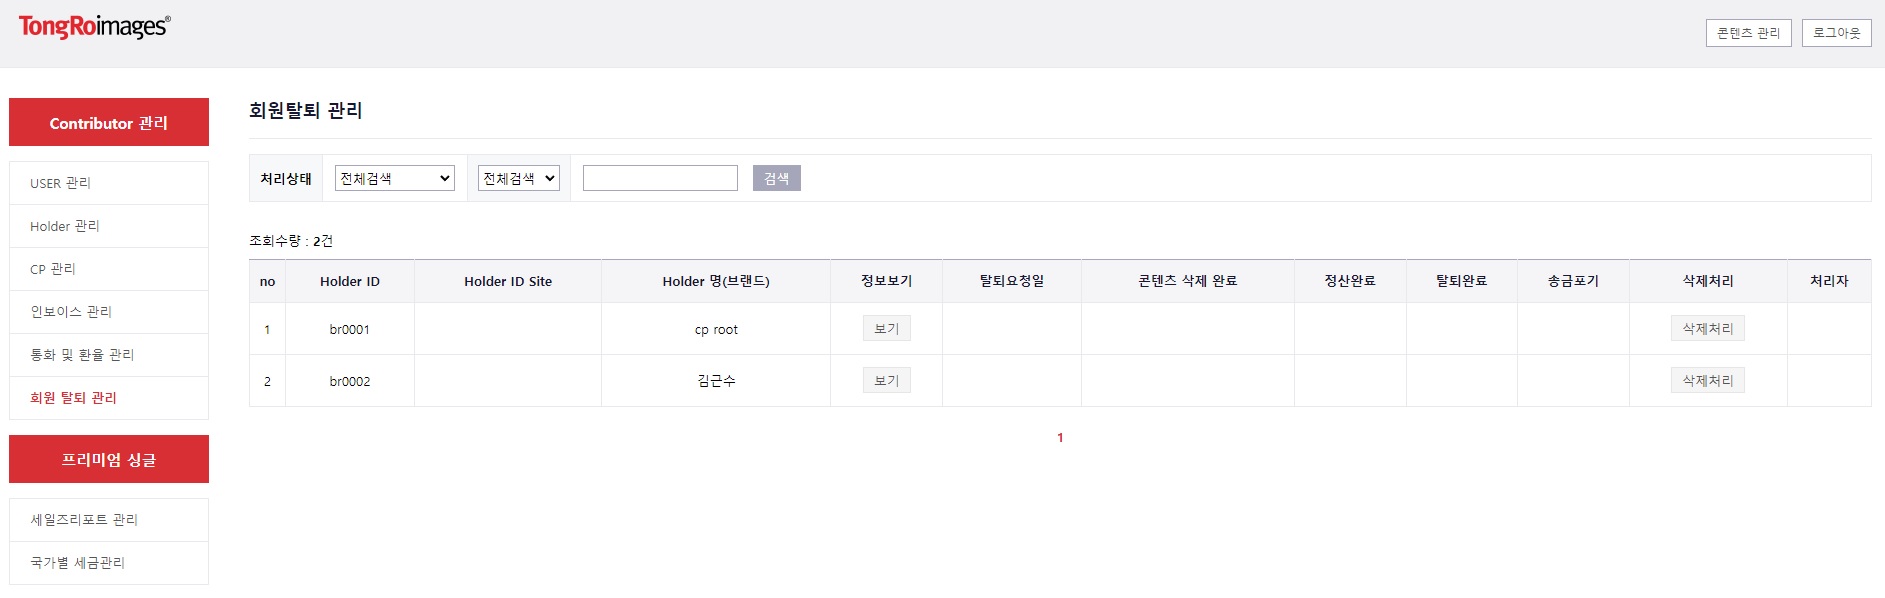 TongRoimages®
콘텐츠 관리 로그아웃
Contributor 관리
USER 관리
Holder 관리
CP 관리
인보이스 관리
통화 및 환율 관리
회원 탈퇴 관리
프리미엄 싱글
세일즈리포트 관리
국가별 세금관리
회원탈퇴 관리
처리상태 전체검색 전체검색 검색
조회수량 : 2건
no Holder ID Holder ID Site Holder 명(브랜드) 정보보기 탈퇴요청일 콘텐츠 삭제 완료 정산완료 탈퇴완료 송금포기 삭제처리 처리자
1 br0001 cp root 보기 삭제처리
2 br0002 김근수 보기 삭제처리
1